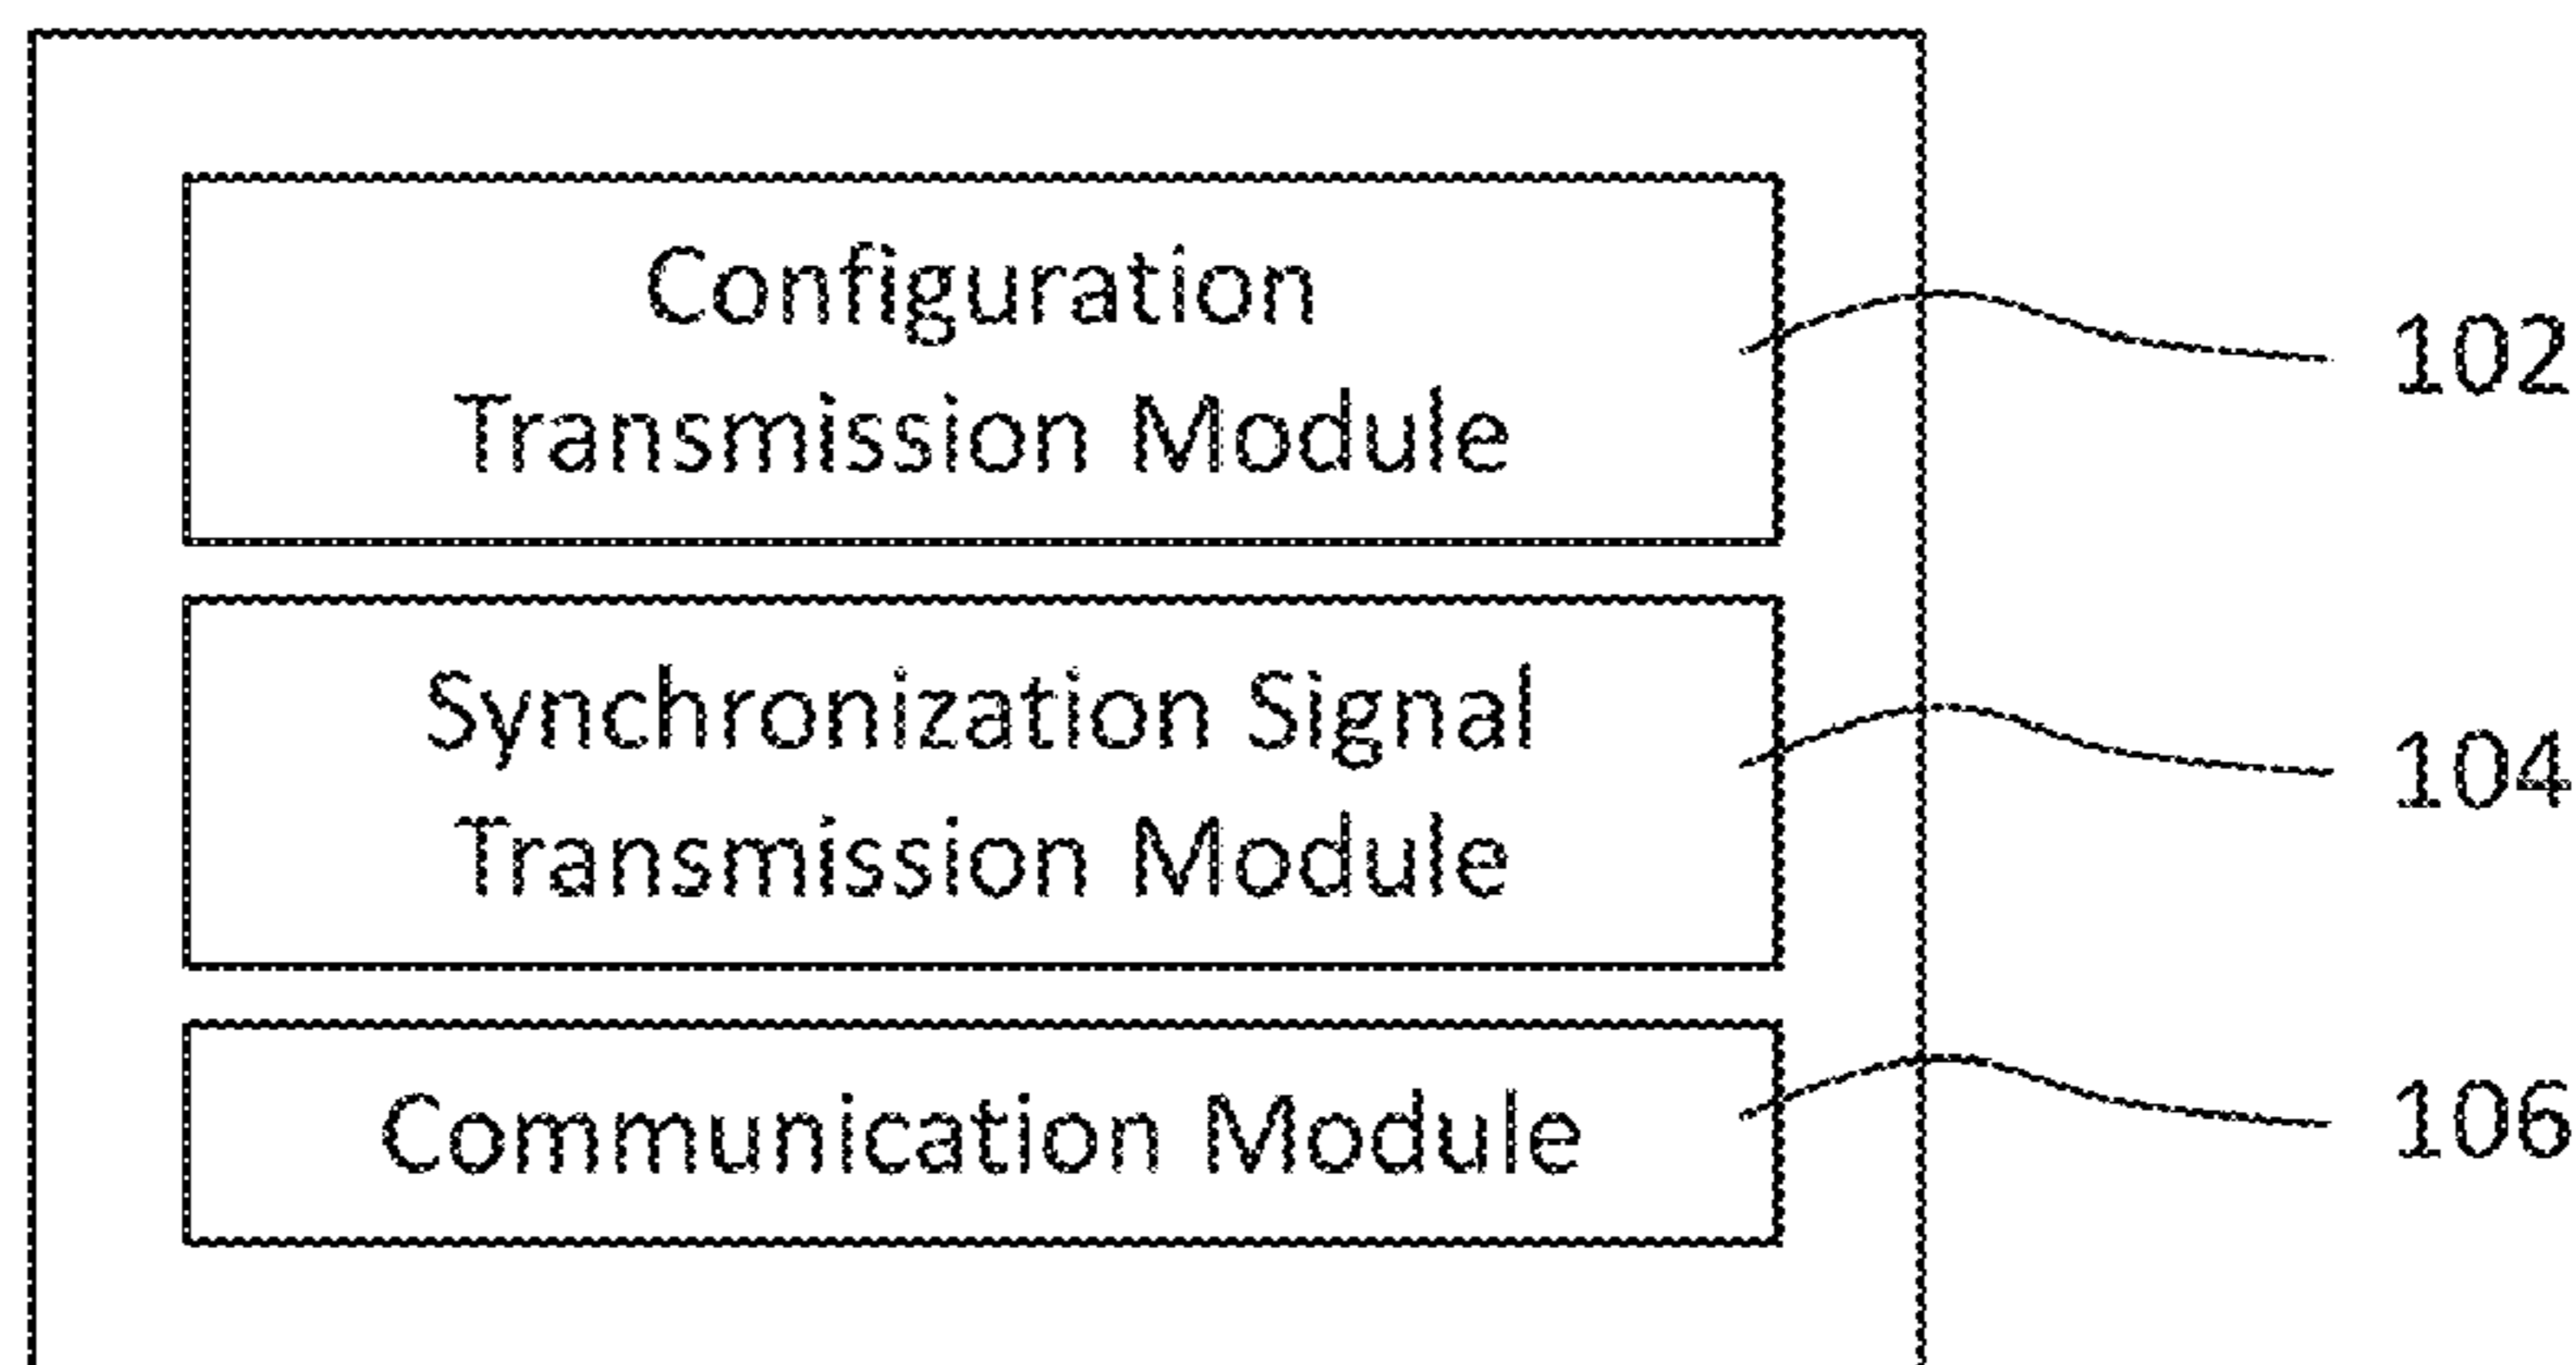 Configuration
Transmission Module
102
Synchronization Signal
Transmission Module
104
Communication Module
106